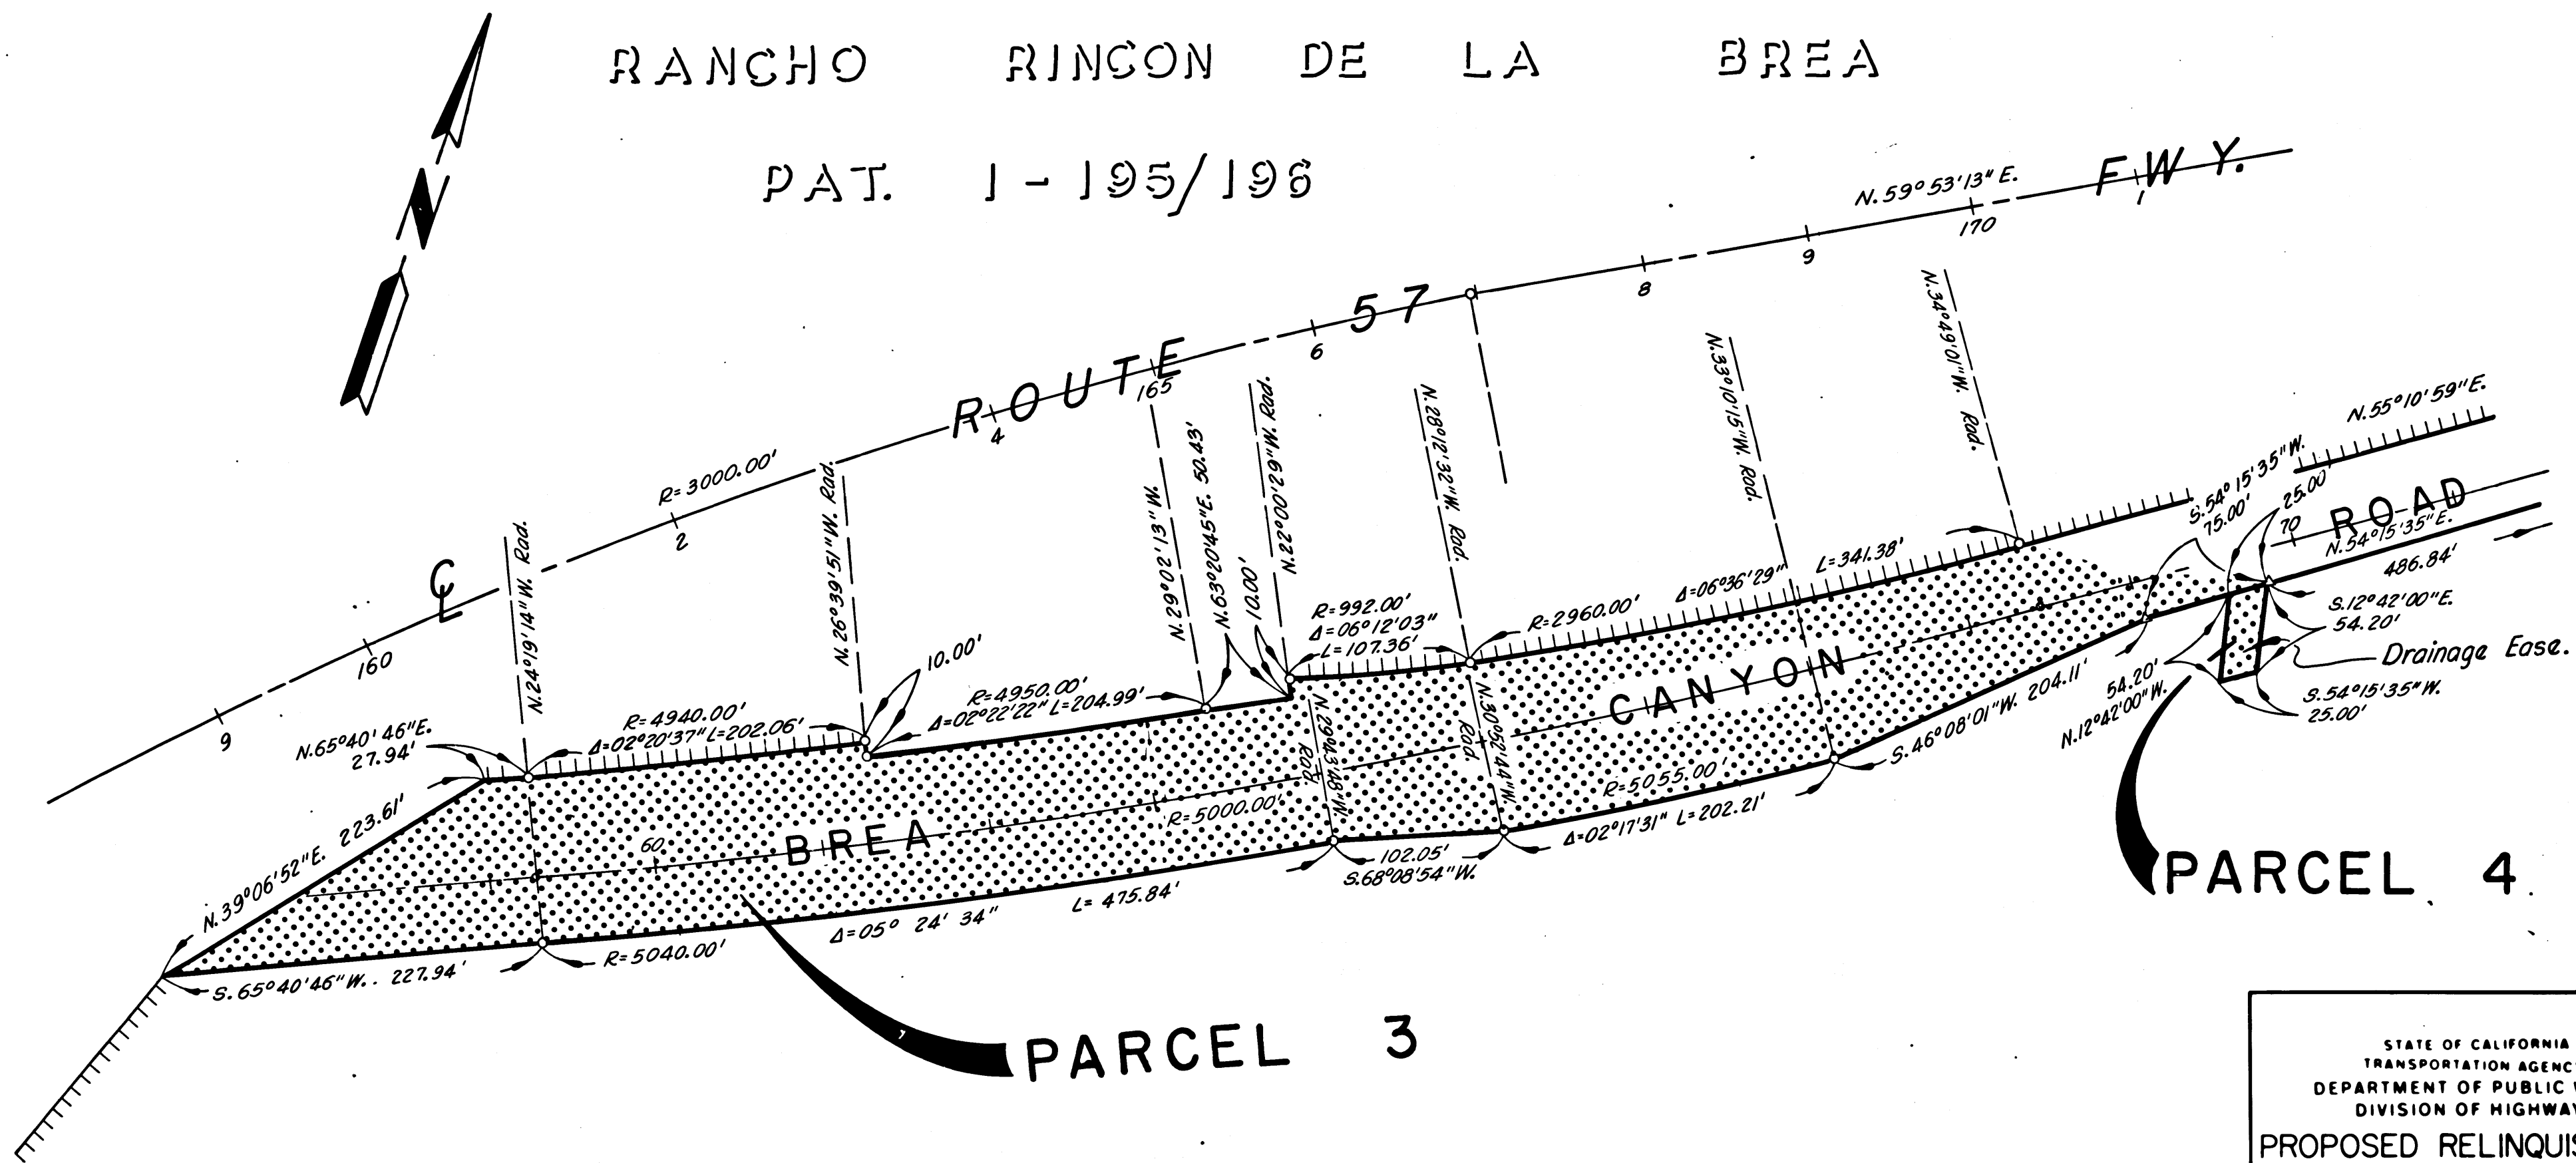 RANCHO RINCON DE LA BREA
PAT. 1 - 195/196
N
ROUTE 57 FWY.
N. 59° 53' 13" E.
R= 3000.00'
℄
9
160
2
4
165
6
8
9
170
1
N.24°19'14"W. Rad.
N.26°39'51"W. Rad.
N.29°02'13"W.
N.63°20'45"E. 50.43'
10.00'
N.28°12'32"W. Rad.
N.33°10'15"W. Rad.
N.34°49'01"W. Rad.
N.55°10'59"E.
S.54°15'35"W.
75.00'
25.00'
70
ROAD
N.54°15'35"E.
486.84'
S.12°42'00"E.
54.20'
Drainage Ease.
S.54°15'35"W.
25.00'
54.20'
N.12°42'00"W.
N.65°40'46"E.
27.94'
R=4940.00'
Δ=02°20'37" L=202.06'
10.00'
R=4950.00'
Δ=02°22'22" L=204.99'
R=992.00'
Δ=06°12'03"
L=107.36'
R=2960.00'
Δ=06°36'29"
L=341.38'
N.39°06'52"E. 223.61'
BREA
CANYON
60
R=5000.00'
N.29°43'48"W.
Rad.
N.30°52'44"W.
Rad.
R=5055.00'
Δ=02°17'31" L=202.21'
S.46°08'01"W. 204.11'
102.05'
S.68°08'54"W.
S.65°40'46"W. 227.94'
R=5040.00'
Δ=05° 24' 34"
L= 475.84'
PARCEL 3
PARCEL 4
STATE OF CALIFORNIA
TRANSPORTATION AGENC
DEPARTMENT OF PUBLIC
DIVISION OF HIGHWA
PROPOSED RELINQUIS